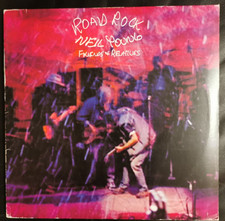 ROAD ROCK
NEIL YOUNG
FRIENDS & RELATIVES